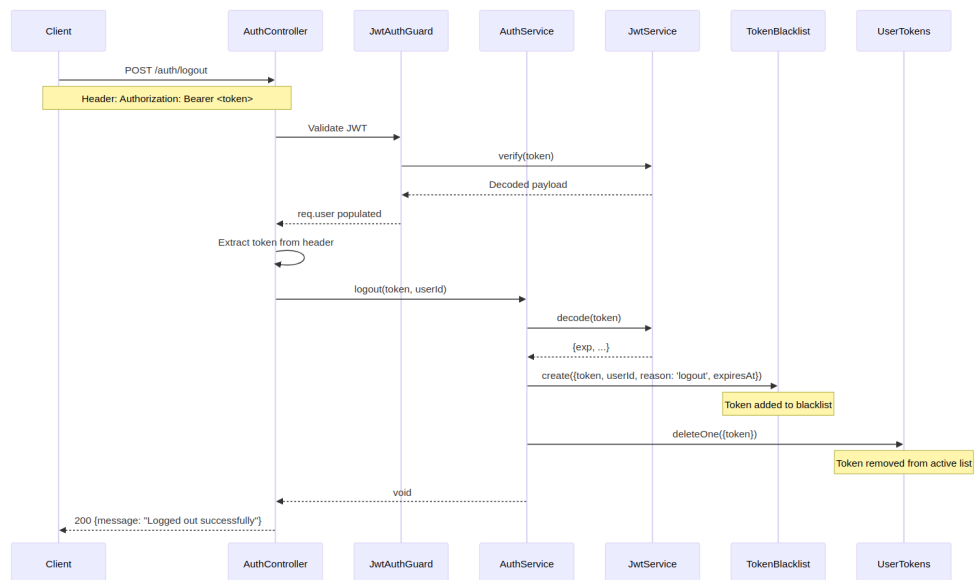 Client
AuthController
JwtAuthGuard
AuthService
JwtService
TokenBlacklist
UserTokens
POST /auth/logout
Header: Authorization: Bearer <token>
Validate JWT
verify(token)
Decoded payload
req.user populated
Extract token from header
logout(token, userId)
decode(token)
{exp, ...}
create({token, userId, reason: 'logout', expiresAt})
Token added to blacklist
deleteOne({token})
Token removed from active list
void
200 {message: "Logged out successfully"}
Client
AuthController
JwtAuthGuard
AuthService
JwtService
TokenBlacklist
UserTokens